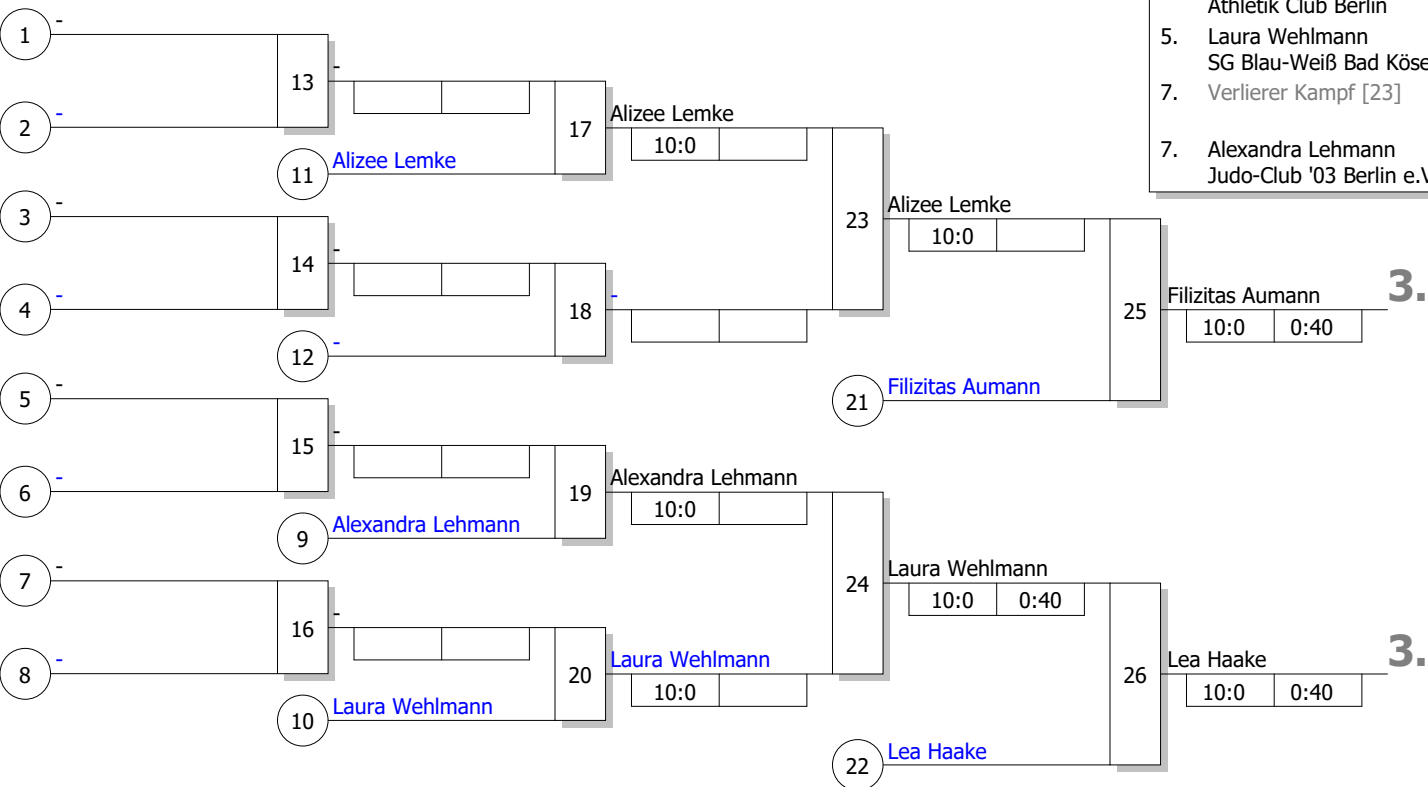 Athletik Club Berlin
5. Laura Wehlmann
SG Blau-Weiß Bad Köse
7. Verlierer Kampf [23]
7. Alexandra Lehmann
Judo-Club '03 Berlin e.V
1 -
13 -
2 -
17 Alizee Lemke
10:0
11 Alizee Lemke
3 -
23 Alizee Lemke
10:0
14 -
4 -
18 -
12 -
25 Filizitas Aumann 3.
10:0 0:40
5 -
21 Filizitas Aumann
15 -
6 -
19 Alexandra Lehmann
10:0
9 Alexandra Lehmann
7 -
24 Laura Wehlmann
10:0 0:40
16 -
8 -
20 Laura Wehlmann
10:0
10 Laura Wehlmann
26 Lea Haake 3.
10:0 0:40
22 Lea Haake